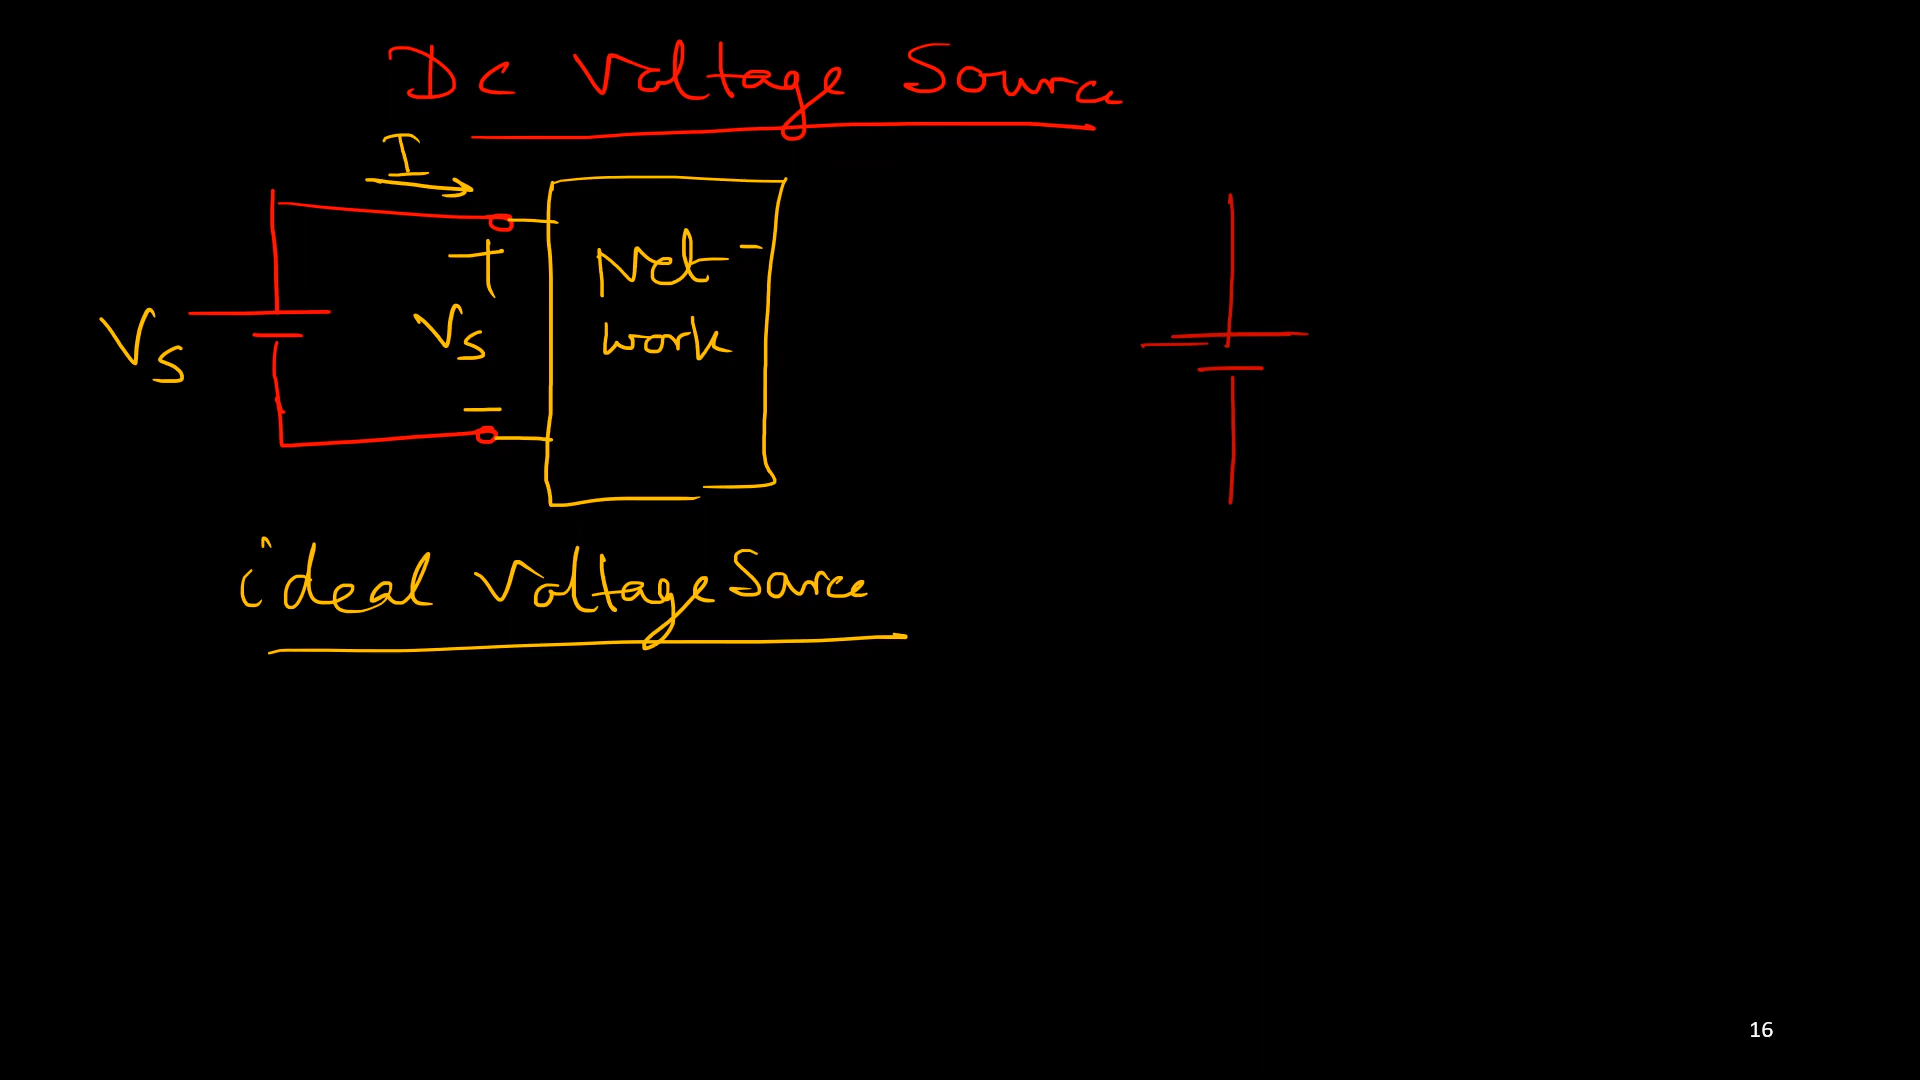 Dc Voltage Source
I
+
Net-
Vs
Vs
work
-
ideal Voltage Source
16